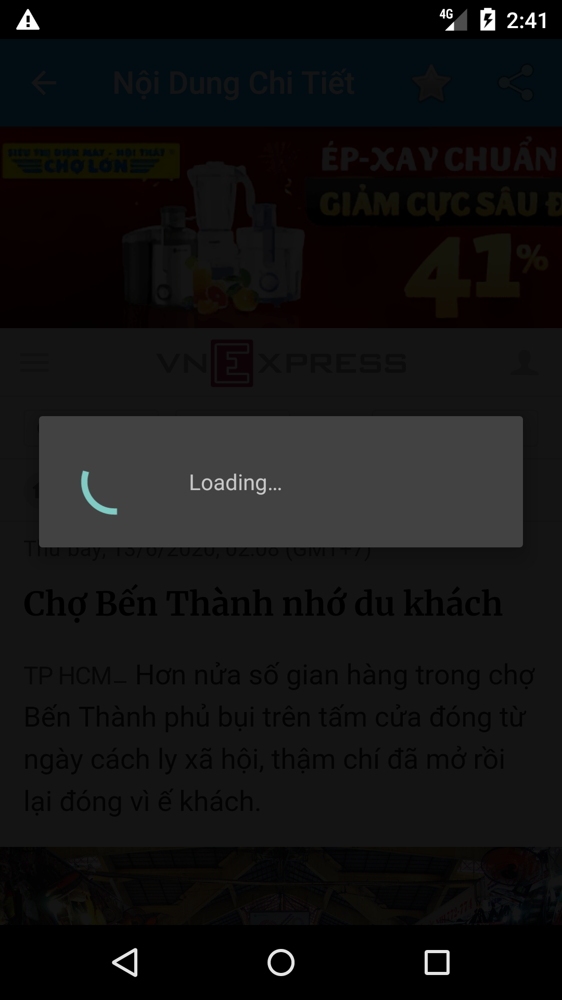 4G 2:41
Nội Dung Chi Tiết
SIÊU THỊ ĐIỆN MÁY - NỘI THẤT
CHỢ LỚN
ÉP-XAY CHUẨN
GIẢM CỰC SÂU Đ
41%
VNEXPRESS
Loading...
Thứ bảy, 13/6/2020, 02:08 (GMT+7)
Chợ Bến Thành nhớ du khách
TP HCM_ Hơn nửa số gian hàng trong chợ
Bến Thành phủ bụi trên tấm cửa đóng từ
ngày cách ly xã hội, thậm chí đã mở rồi
lại đóng vì ế khách.